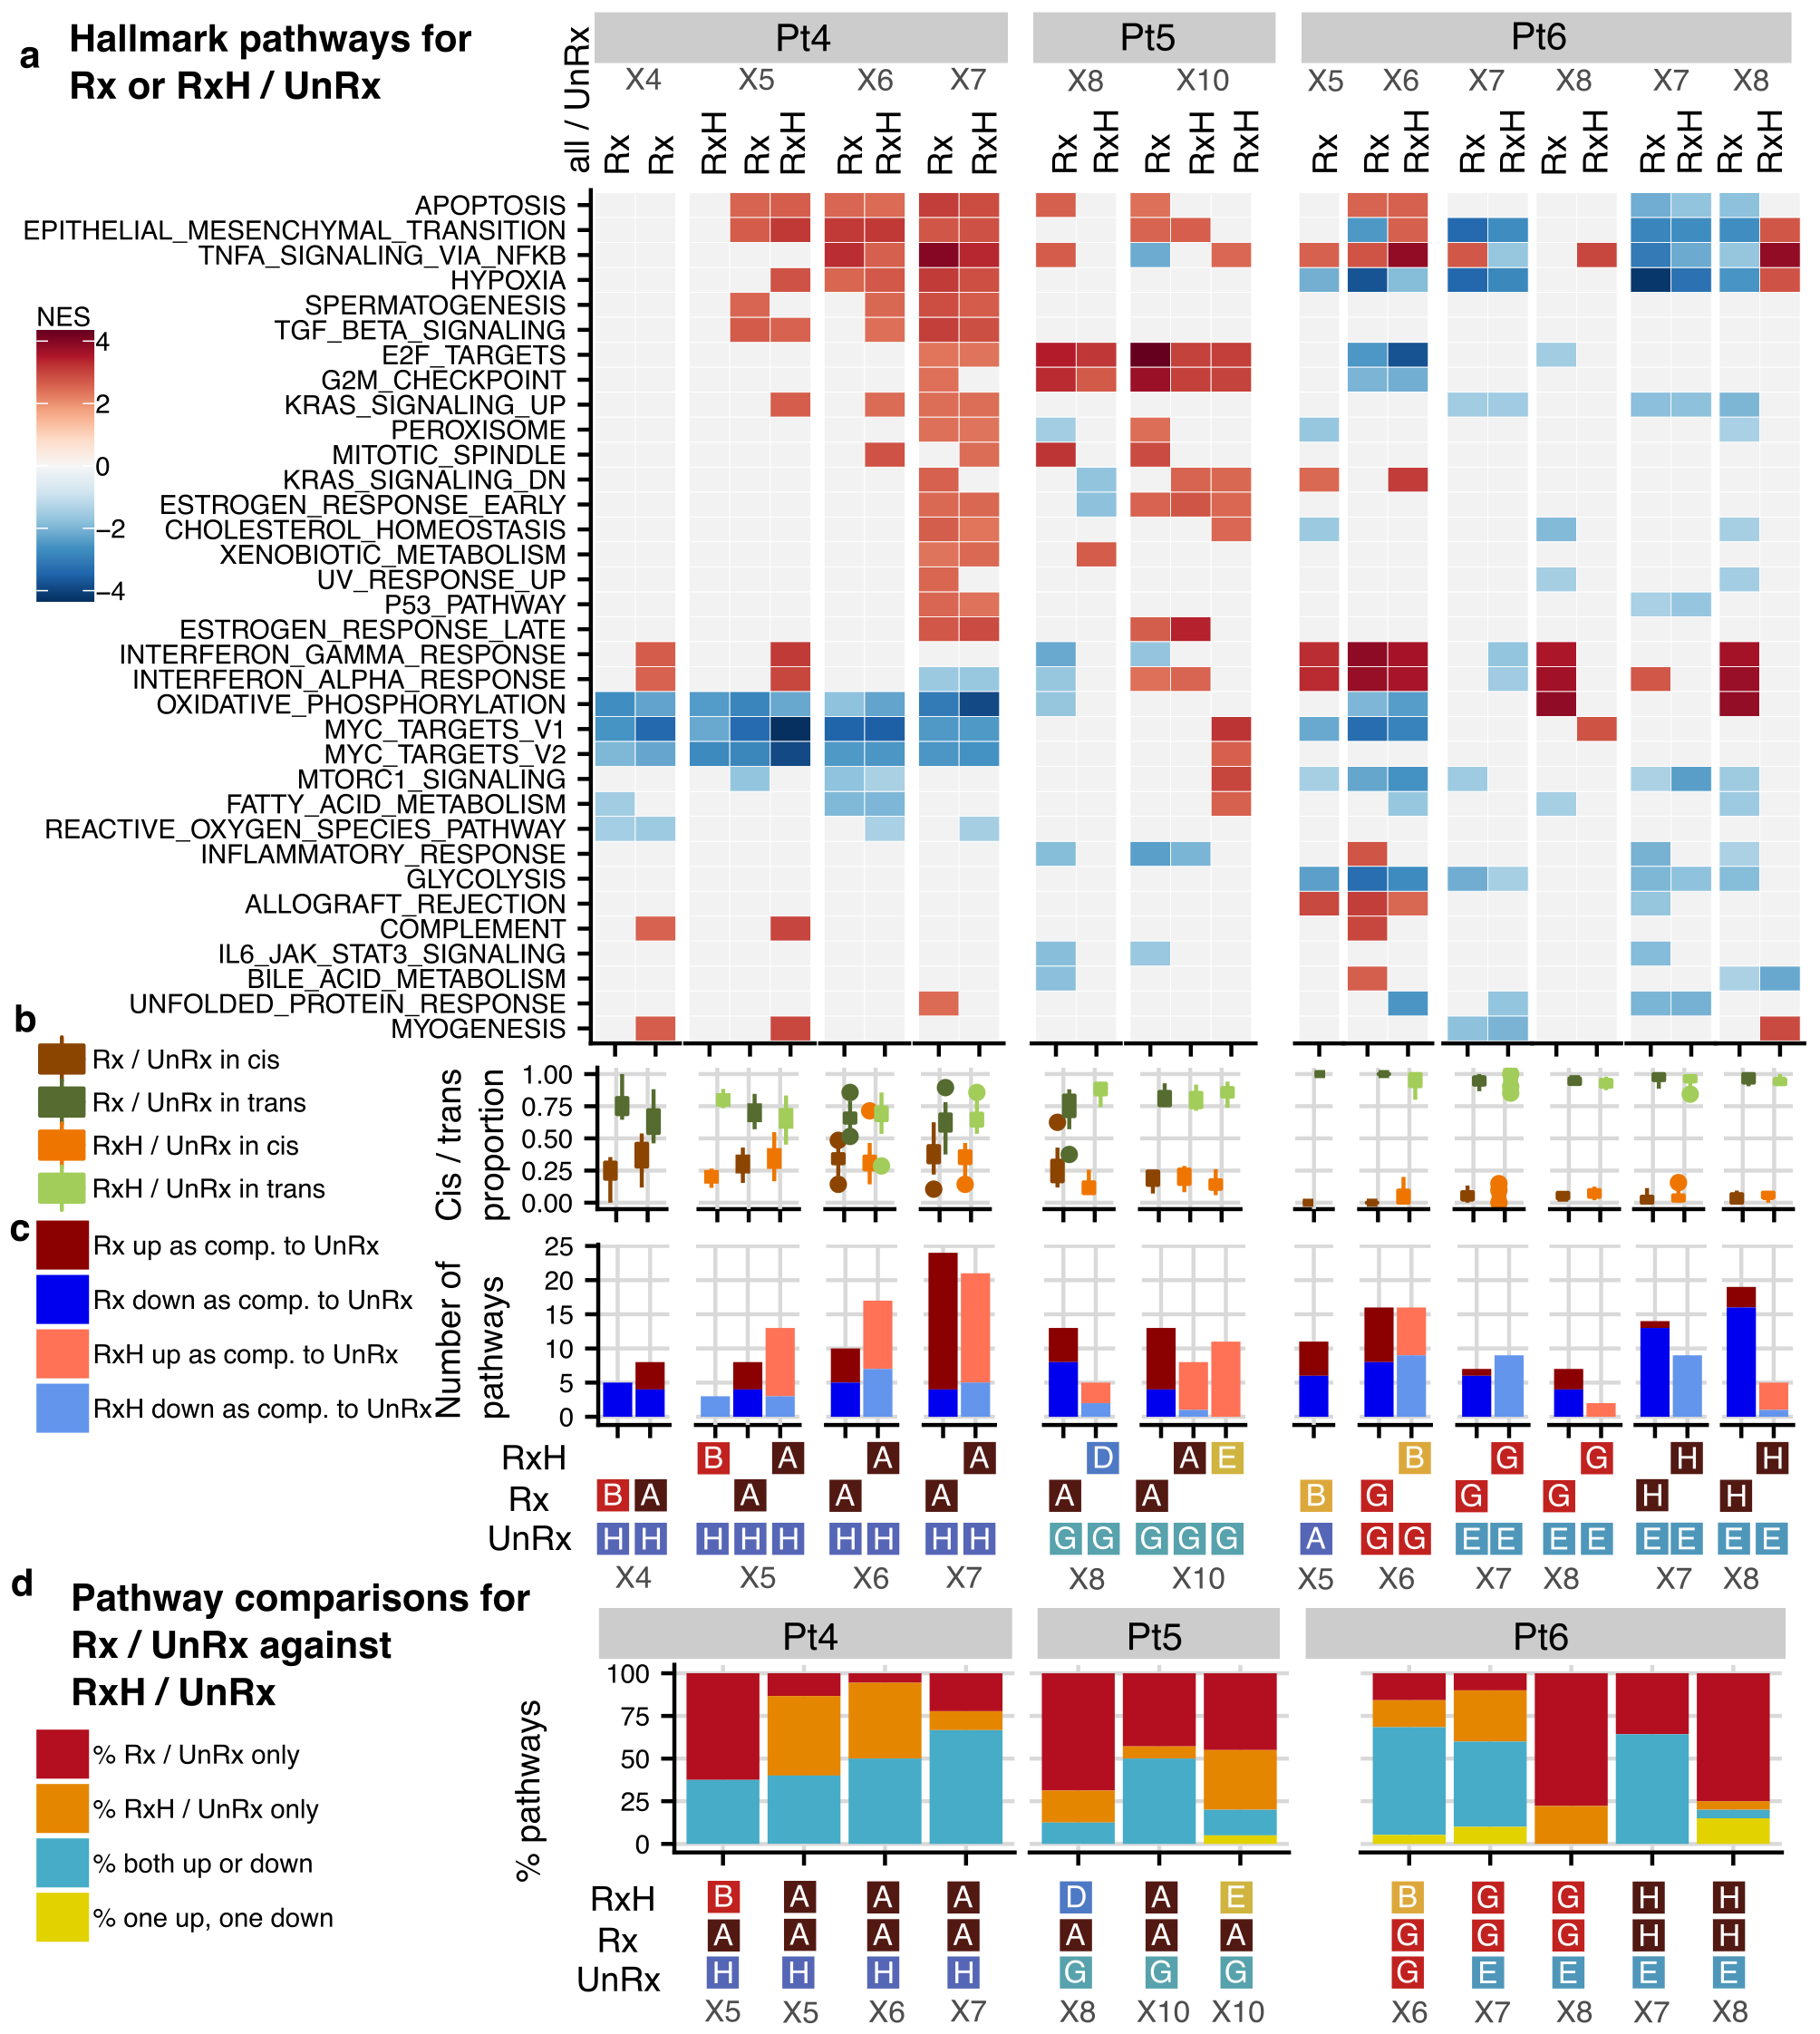 a
Hallmark pathways for
Rx or RxH / UnRx
all / UnRx
Pt4 Pt5 Pt6
X4 X5 X6 X7 X8 X10 X5 X6 X7 X8 X7 X8
Rx Rx RxH Rx RxH Rx RxH Rx RxH Rx RxH Rx RxH RxH Rx Rx RxH Rx RxH Rx RxH Rx RxH Rx RxH
APOPTOSIS
EPITHELIAL_MESENCHYMAL_TRANSITION
TNFA_SIGNALING_VIA_NFKB
HYPOXIA
SPERMATOGENESIS
TGF_BETA_SIGNALING
E2F_TARGETS
G2M_CHECKPOINT
KRAS_SIGNALING_UP
PEROXISOME
MITOTIC_SPINDLE
KRAS_SIGNALING_DN
ESTROGEN_RESPONSE_EARLY
CHOLESTEROL_HOMEOSTASIS
XENOBIOTIC_METABOLISM
UV_RESPONSE_UP
P53_PATHWAY
ESTROGEN_RESPONSE_LATE
INTERFERON_GAMMA_RESPONSE
INTERFERON_ALPHA_RESPONSE
OXIDATIVE_PHOSPHORYLATION
MYC_TARGETS_V1
MYC_TARGETS_V2
MTORC1_SIGNALING
FATTY_ACID_METABOLISM
REACTIVE_OXYGEN_SPECIES_PATHWAY
INFLAMMATORY_RESPONSE
GLYCOLYSIS
ALLOGRAFT_REJECTION
COMPLEMENT
IL6_JAK_STAT3_SIGNALING
BILE_ACID_METABOLISM
UNFOLDED_PROTEIN_RESPONSE
MYOGENESIS
NES
4
2
0
−2
−4
b
Rx / UnRx in cis
Rx / UnRx in trans
RxH / UnRx in cis
RxH / UnRx in trans
Cis / trans
proportion
1.00
0.75
0.50
0.25
0.00
c
Rx up as comp. to UnRx
Rx down as comp. to UnRx
RxH up as comp. to UnRx
RxH down as comp. to UnRx
Number of
pathways
25
20
15
10
5
0
RxH B A A A D A E B G G H H
Rx B A A A A A A B G G G H H
UnRx H H H H H H H H H G G G G G A G G E E E E E E E E
X4 X5 X6 X7 X8 X10 X5 X6 X7 X8 X7 X8
d
Pathway comparisons for
Rx / UnRx against
RxH / UnRx
% Rx / UnRx only
% RxH / UnRx only
% both up or down
% one up, one down
Pt4 Pt5 Pt6
% pathways
100
75
50
25
0
RxH B A A A D A E B G G H H
Rx A A A A A A A G G G H H
UnRx H H H H G G G G E E E E
X5 X5 X6 X7 X8 X10 X10 X6 X7 X8 X7 X8